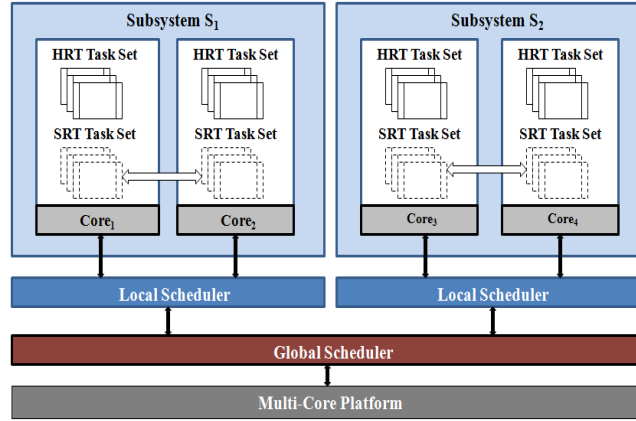 Subsystem S1 Subsystem S2
HRT Task Set HRT Task Set HRT Task Set HRT Task Set
SRT Task Set SRT Task Set SRT Task Set SRT Task Set
Core1 Core2 Core3 Core4
Local Scheduler Local Scheduler
Global Scheduler
Multi-Core Platform